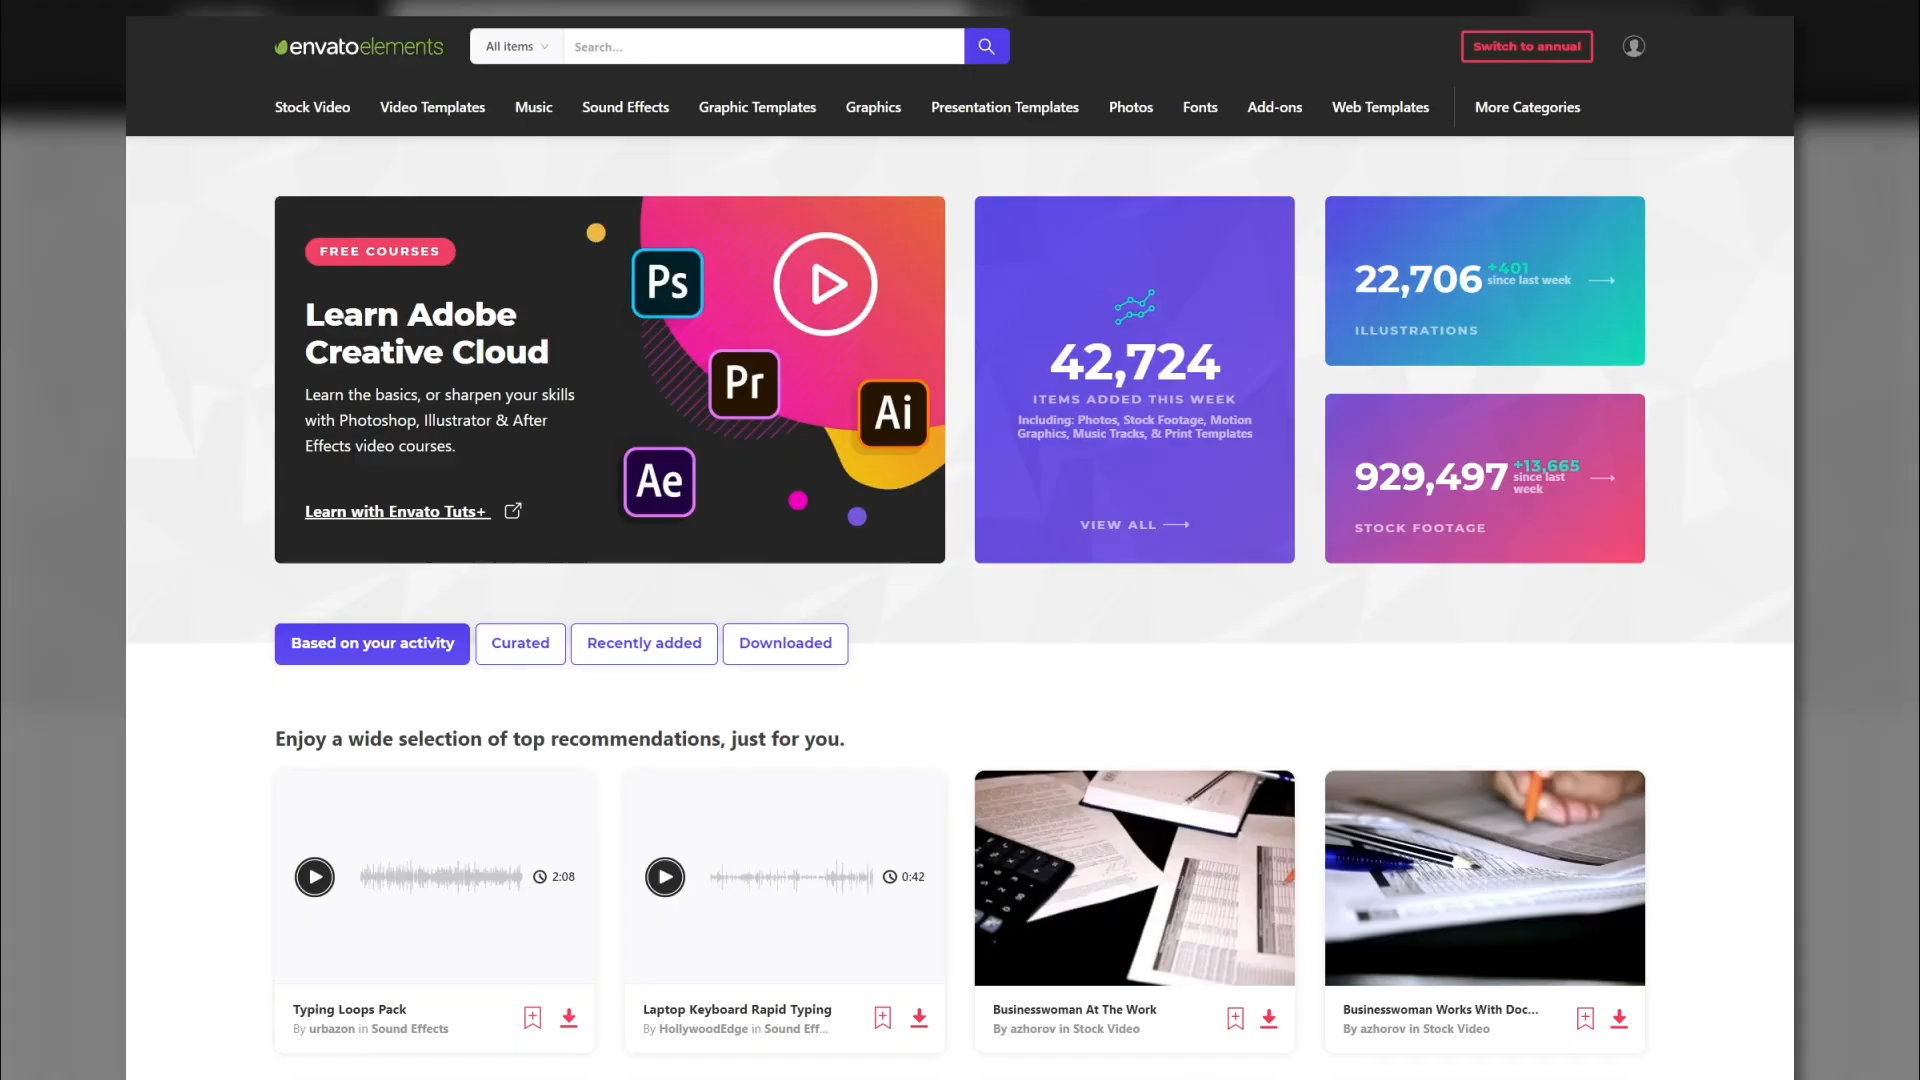 envatoelements
All items
Search...
Switch to annual
Stock Video
Video Templates
Music
Sound Effects
Graphic Templates
Graphics
Presentation Templates
Photos
Fonts
Add-ons
Web Templates
More Categories
FREE COURSES
Learn Adobe
Creative Cloud
Learn the basics, or sharpen your skills
with Photoshop, Illustrator & After
Effects video courses.
Learn with Envato Tuts+
Ps
Pr
Ai
Ae
42,724
ITEMS ADDED THIS WEEK
Including: Photos, Stock Footage, Motion
Graphics, Music Tracks, & Print Templates
VIEW ALL
22,706
+401
since last week
ILLUSTRATIONS
929,497
+13,665
since last
week
STOCK FOOTAGE
Based on your activity
Curated
Recently added
Downloaded
Enjoy a wide selection of top recommendations, just for you.
2:08
0:42
Typing Loops Pack
By urbazon in Sound Effects
Laptop Keyboard Rapid Typing
By HollywoodEdge in Sound Eff...
Businesswoman At The Work
By azhorov in Stock Video
Businesswoman Works With Doc...
By azhorov in Stock Video